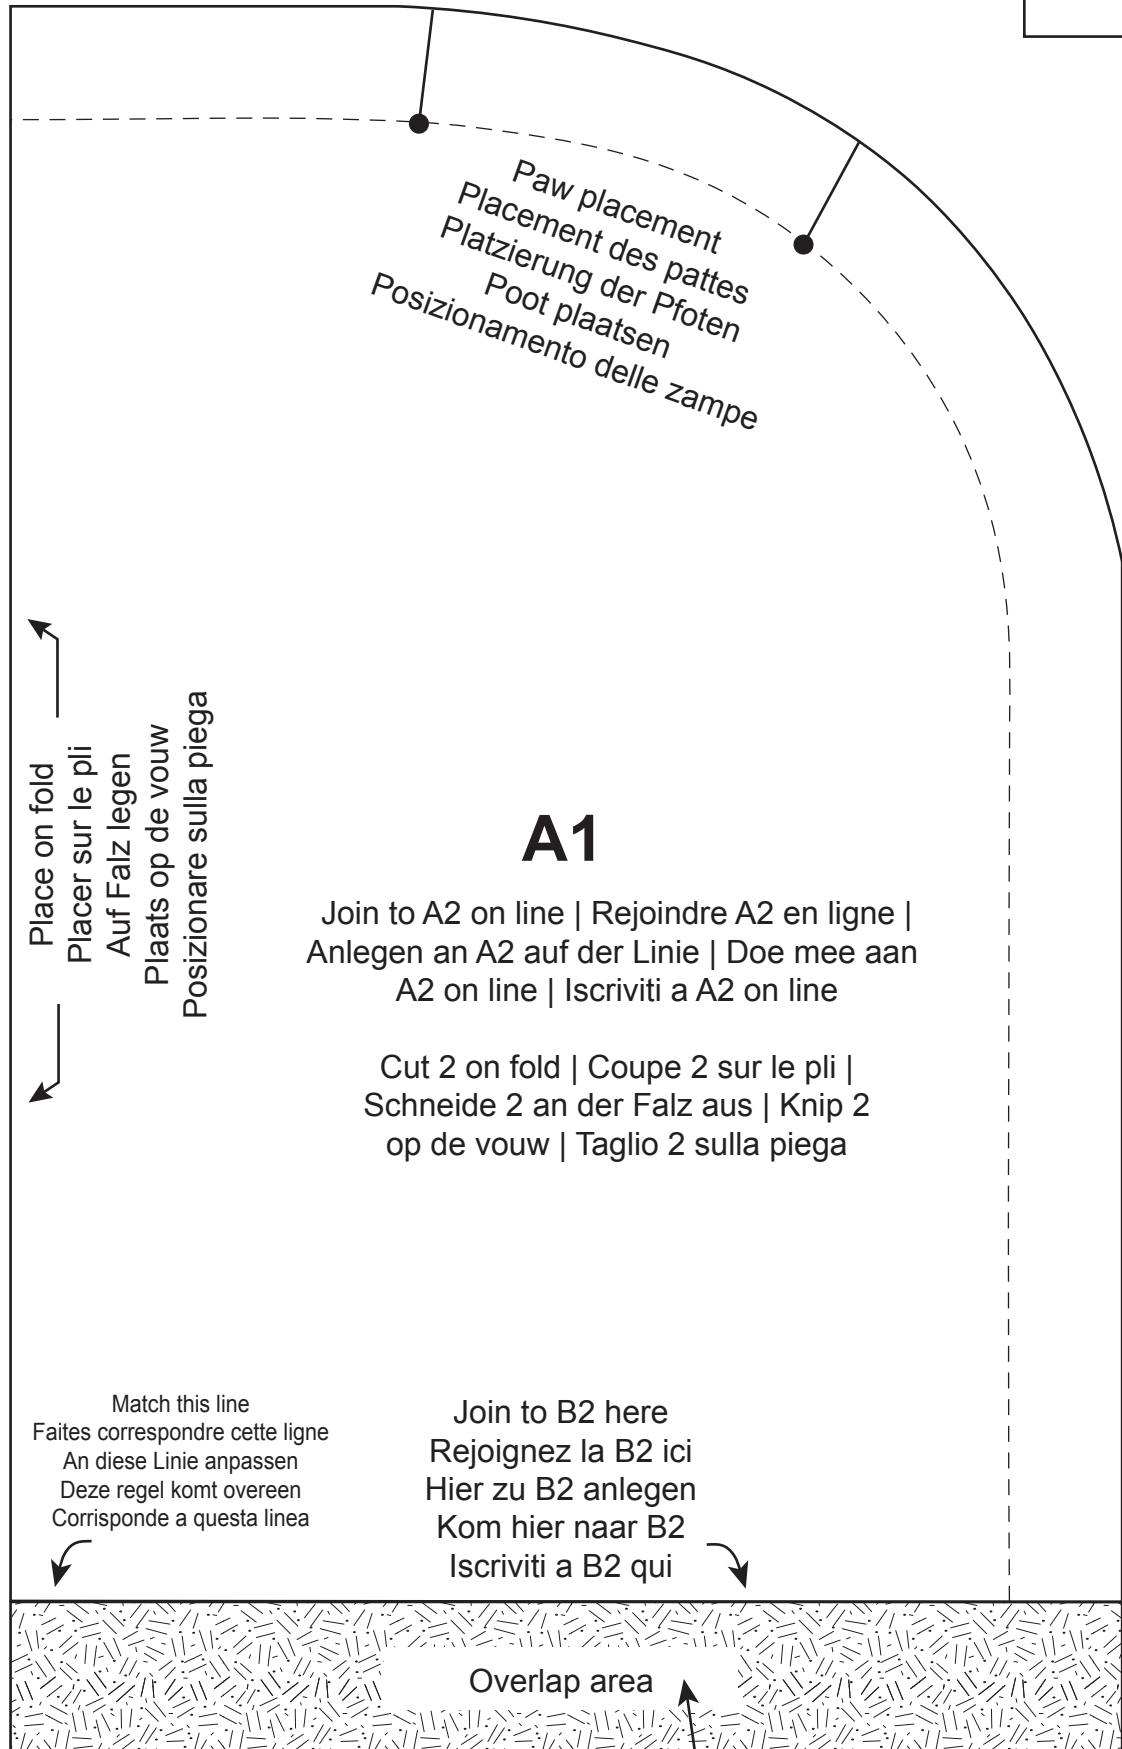 Paw placement
Placement des pattes
Platzierung der Pfoten
Poot plaatsen
Posizionamento delle zampe
Place on fold
Placer sur le pli
Auf Falz legen
Plaats op de vouw
Posizionare sulla piega
A1
Join to A2 on line | Rejoindre A2 en ligne |
Anlegen an A2 auf der Linie | Doe mee aan
A2 on line | Iscriviti a A2 on line
Cut 2 on fold | Coupe 2 sur le pli |
Schneide 2 an der Falz aus | Knip 2
op de vouw | Taglio 2 sulla piega
Match this line
Faites correspondre cette ligne
An diese Linie anpassen
Deze regel komt overeen
Corrisponde a questa linea
Join to B2 here
Rejoignez la B2 ici
Hier zu B2 anlegen
Kom hier naar B2
Iscriviti a B2 qui
Overlap area